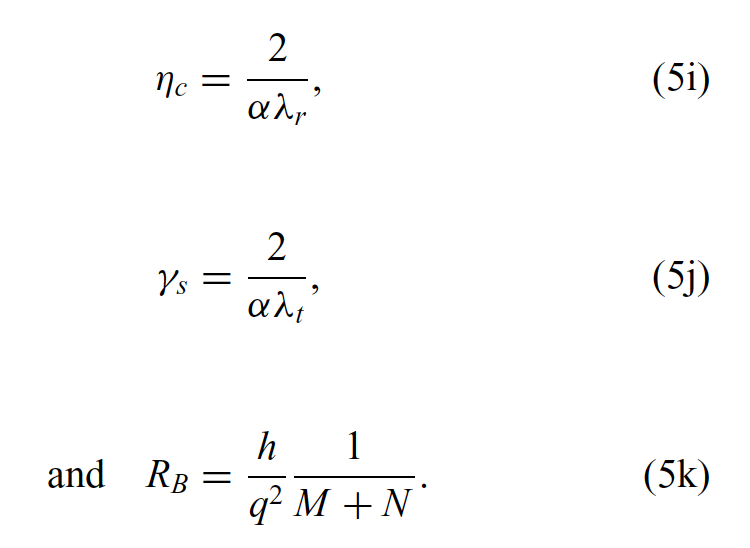 η_c = 2/(αλ_r), (5i)
γ_s = 2/(αλ_t), (5j)
and R_B = h/q² 1/(M + N). (5k)